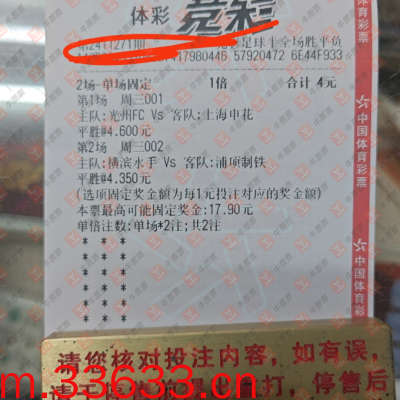 体彩 竞彩
足球半全场胜平负
17980446 57920472 6E44F933
2场-单场固定 1倍 合计 4元
第1场 周三001
主队:光州FC Vs 客队:上海申花
平胜@4.600元
第2场 周三002
主队:横滨水手 Vs 客队:浦项制铁
平胜@4.350元
(选项固定奖金额为每1元投注对应的奖金额)
本票最高可能固定奖金:17.90元
单倍注数:单场*2注;共2注
* * *
* * *
* * *
* * *
* * *
* * *
中国体育彩票
中国体育彩票
中国体育彩
请您核对投注内容，如有误，
打，停售后
m.33633.cn